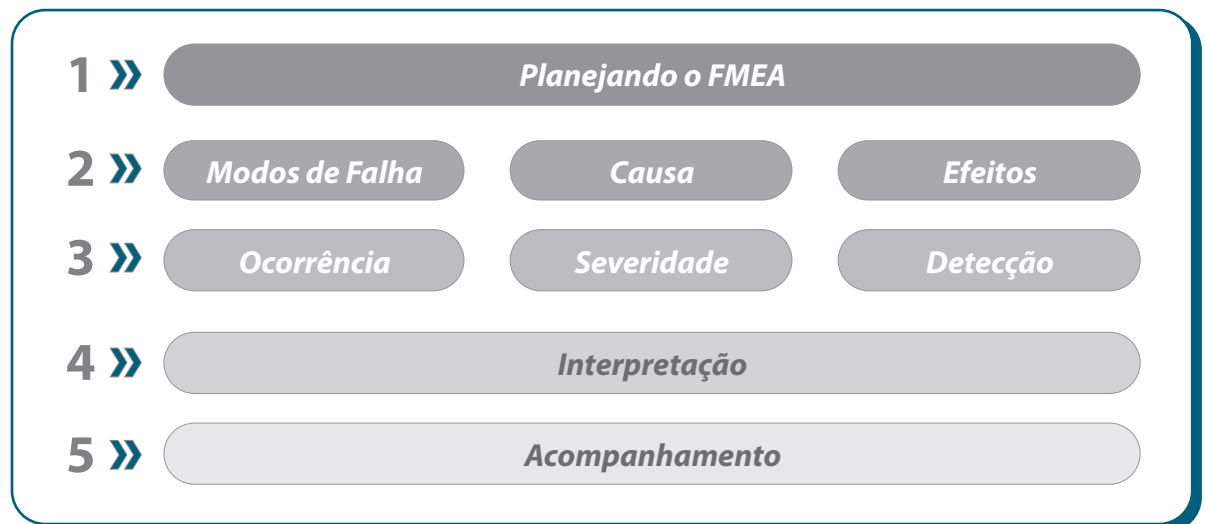 1 » Planejando o FMEA
2 » Modos de Falha Causa Efeitos
3 » Ocorrência Severidade Detecção
4 » Interpretação
5 » Acompanhamento